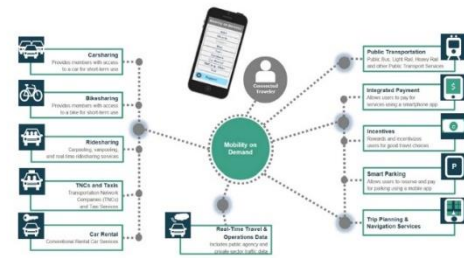 Carsharing
Provides members with access
to a car for short-term use
Bikesharing
Provides members with access
to a bike for short-term use
Ridesharing
Carpooling, vanpooling,
and real-time ridesharing services
TNCs and Taxis
Transportation Network
Companies (TNCs)
and Taxi Services
Car Rental
Conventional Rental Car Services
Connected
Traveler
Mobility on
Demand
Real-Time Travel &
Operations Data
Includes public agency and
private sector traffic data
Public Transportation
Public Bus, Light Rail, Heavy Rail
and other Public Transport Services
Integrated Payment
Allows users to pay for
services using a smartphone app
$
Incentives
Rewards and incentivizes
users for good travel choices
Smart Parking
Allows users to reserve and pay
for parking using a mobile app
P
Trip Planning &
Navigation Services